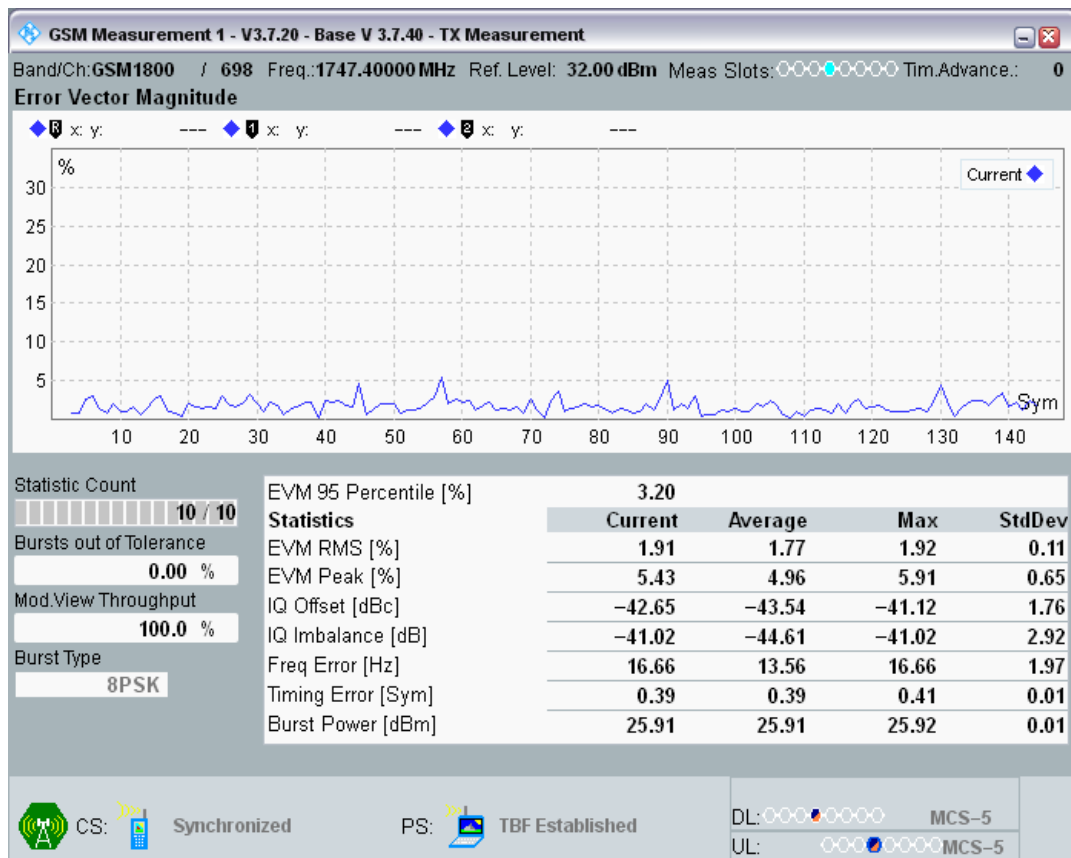 GSM Measurement 1 - V3.7.20 - Base V 3.7.40 - TX Measurement
Band/Ch:GSM1800 / 698 Freq.:1747.40000 MHz Ref. Level: 32.00 dBm Meas Slots: Tim.Advance.: 0
Error Vector Magnitude
R x: y: --- 1 x: y: --- 2 x: y: ---
%
Current
30
25
20
15
10
5
Sym
10 20 30 40 50 60 70 80 90 100 110 120 130 140
Statistic Count
10 / 10
Bursts out of Tolerance
0.00 %
Mod.View Throughput
100.0 %
Burst Type
8PSK
EVM 95 Percentile [%] 3.20
Statistics Current Average Max StdDev
EVM RMS [%] 1.91 1.77 1.92 0.11
EVM Peak [%] 5.43 4.96 5.91 0.65
IQ Offset [dBc] −42.65 −43.54 −41.12 1.76
IQ Imbalance [dB] −41.02 −44.61 −41.02 2.92
Freq Error [Hz] 16.66 13.56 16.66 1.97
Timing Error [Sym] 0.39 0.39 0.41 0.01
Burst Power [dBm] 25.91 25.91 25.92 0.01
CS: Synchronized PS: TBF Established
DL: MCS−5
UL: MCS−5